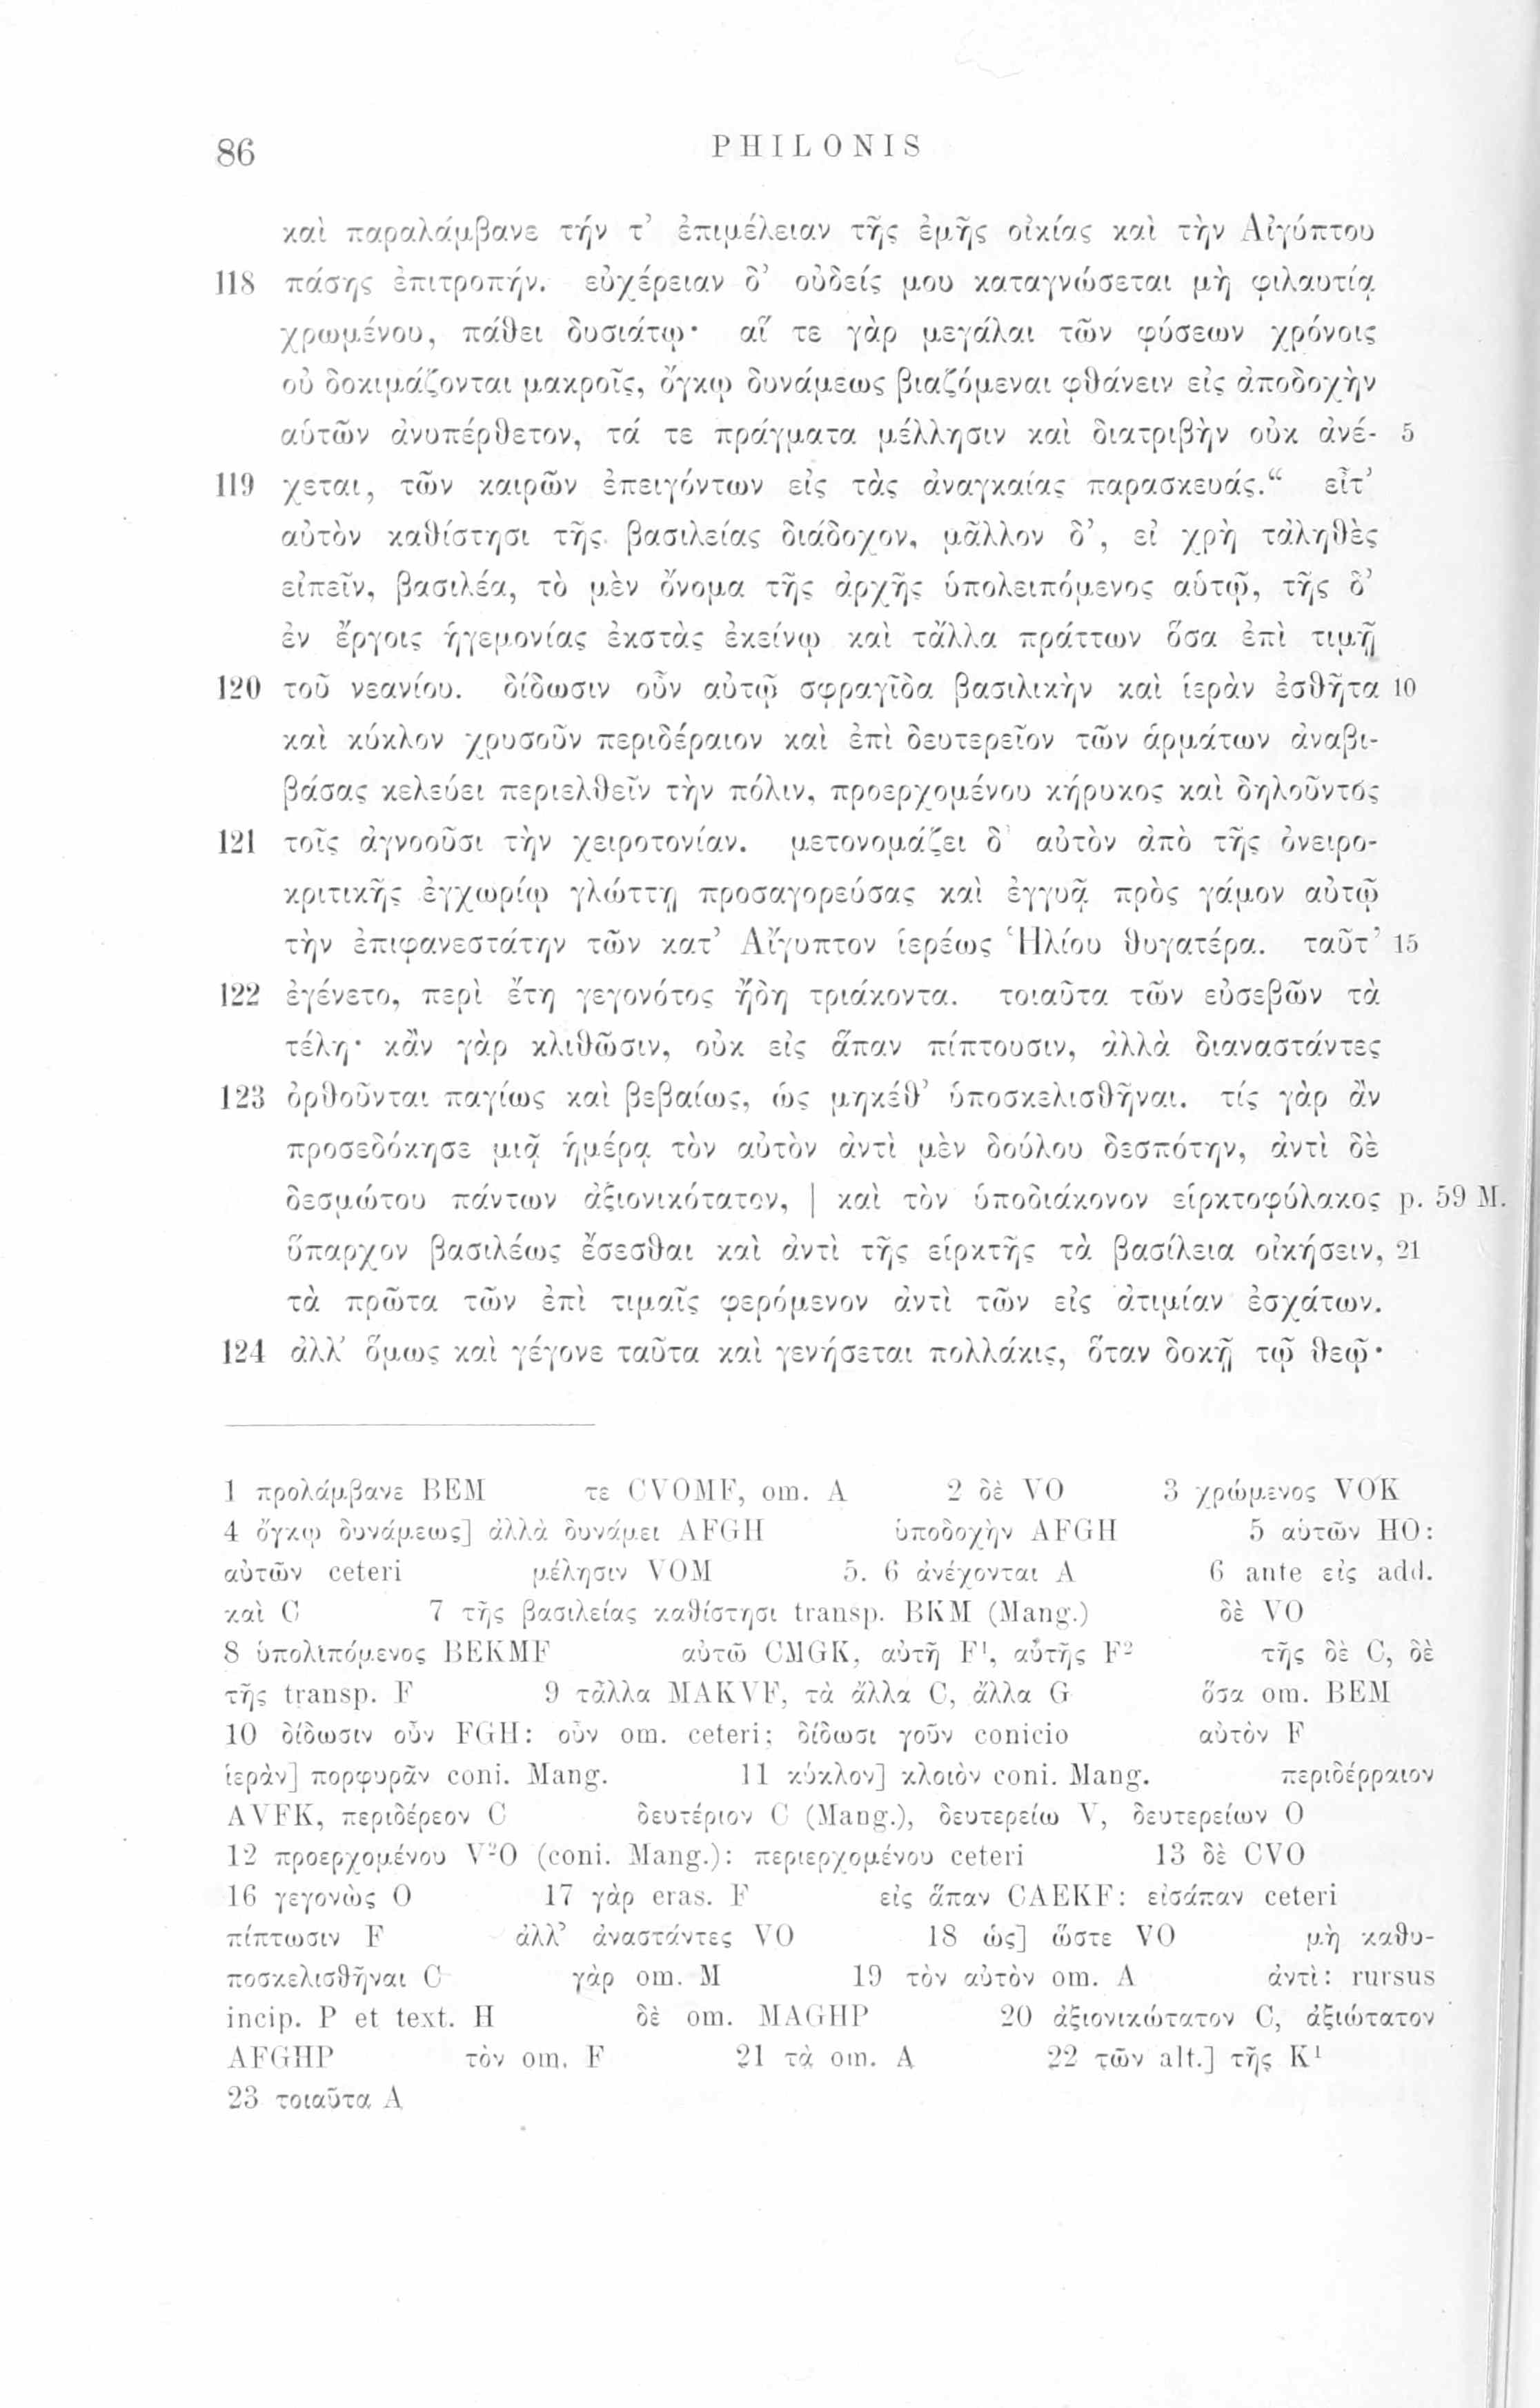 86 PHILONIS
καὶ παραλάμβανε τήν τ’ ἐπιμέλειαν τῆς ἐμῆς οἰκίας καὶ τὴν Αἰγύπτου
118 πάσης ἐπιτροπήν. εὐχέρειαν δ’ οὐδείς μου καταγνώσεται μὴ φιλαυτίᾳ
χρωμένου, πάθει δυσιάτῳ· αἵ τε γὰρ μεγάλαι τῶν φύσεων χρόνοις
οὐ δοκιμάζονται μακροῖς, ὄγκῳ δυνάμεως βιαζόμεναι φθάνειν εἰς ἀποδοχὴν
αὑτῶν ἀνυπέρθετον, τά τε πράγματα μέλλησιν καὶ διατριβὴν οὐκ ἀνέ- 5
119 χεται, τῶν καιρῶν ἐπειγόντων εἰς τὰς ἀναγκαίας παρασκευάς.“ εἶτ’
αὐτὸν καθίστησι τῆς βασιλείας διάδοχον, μᾶλλον δ’, εἰ χρὴ τἀληθὲς
εἰπεῖν, βασιλέα, τὸ μὲν ὄνομα τῆς ἀρχῆς ὑπολειπόμενος αὑτῷ, τῆς δ’
ἐν ἔργοις ἡγεμονίας ἐκστὰς ἐκείνῳ καὶ τἄλλα πράττων ὅσα ἐπὶ τιμῇ
120 τοῦ νεανίου. δίδωσιν οὖν αὐτῷ σφραγῖδα βασιλικὴν καὶ ἱερὰν ἐσθῆτα 10
καὶ κύκλον χρυσοῦν περιδέραιον καὶ ἐπὶ δευτερεῖον τῶν ἁρμάτων ἀναβι-
βάσας κελεύει περιελθεῖν τὴν πόλιν, προερχομένου κήρυκος καὶ δηλοῦντος
121 τοῖς ἀγνοοῦσι τὴν χειροτονίαν. μετονομάζει δ’ αὐτὸν ἀπὸ τῆς ὀνειρο-
κριτικῆς ἐγχωρίῳ γλώττῃ προσαγορεύσας καὶ ἐγγυᾷ πρὸς γάμον αὐτῷ
τὴν ἐπιφανεστάτην τῶν κατ’ Αἴγυπτον ἱερέως Ἡλίου θυγατέρα. ταῦτ’ 15
122 ἐγένετο, περὶ ἔτη γεγονότος ἤδη τριάκοντα. τοιαῦτα τῶν εὐσεβῶν τὰ
τέλη· κἂν γὰρ κλιθῶσιν, οὐκ εἰς ἅπαν πίπτουσιν, ἀλλὰ διαναστάντες
123 ὀρθοῦνται παγίως καὶ βεβαίως, ὡς μηκέθ’ ὑποσκελισθῆναι. τίς γὰρ ἂν
προσεδόκησε μιᾷ ἡμέρᾳ τὸν αὐτὸν ἀντὶ μὲν δούλου δεσπότην, ἀντὶ δὲ
δεσμώτου πάντων ἀξιονικότατον, | καὶ τὸν ὑποδιάκονον εἱρκτοφύλακος p. 59 M.
ὕπαρχον βασιλέως ἔσεσθαι καὶ ἀντὶ τῆς εἱρκτῆς τὰ βασίλεια οἰκήσειν, 21
τὰ πρῶτα τῶν ἐπὶ τιμαῖς φερόμενον ἀντὶ τῶν εἰς ἀτιμίαν ἐσχάτων.
124 ἀλλ’ ὅμως καὶ γέγονε ταῦτα καὶ γενήσεται πολλάκις, ὅταν δοκῇ τῷ θεῷ·
1 προλάμβανε BEM τε CVOMF, om. A 2 δὲ VO 3 χρώμενος VOK
4 ὄγκῳ δυνάμεως] ἀλλὰ δυνάμει AFGH ὑποδοχὴν AFGH 5 αὑτῶν HO:
αὐτῶν ceteri μέλησιν VOM 5. 6 ἀνέχονται A 6 ante εἰς add.
καὶ C 7 τῆς βασιλείας καθίστησι transp. BKM (Mang.) δὲ VO
8 ὑπολιπόμενος BEKMF αὐτῶ CMGK, αὐτῆ F¹, αὖτῆς F² τῆς δὲ C, δὲ
τῆς transp. F 9 τἆλλα MAKVF, τὰ ἄλλα C, ἄλλα G ὅσα om. BEM
10 δίδωσιν οὖν FGH: οὖν om. ceteri; δίδωσι γοῦν conicio αὐτὸν F
ἱερὰν] πορφυρᾶν coni. Mang. 11 κύκλον] κλοιὸν coni. Mang. περιδέρραιον
AVFK, περιδέρεον C δευτέριον C (Mang.), δευτερείω V, δευτερείων O
12 προερχομένου V²O (coni. Mang.): περιερχομένου ceteri 13 δὲ CVO
16 γεγονὼς O 17 γὰρ eras. F εἰς ἅπαν CAEKF: εἰσάπαν ceteri
πίπτωσιν F ἀλλ’ ἀναστάντες VO 18 ὡς] ὥστε VO μὴ καθυ-
ποσκελισθῆναι C γὰρ om. M 19 τὸν αὐτὸν om. A ἀντὶ: rursus
incip. P et text. H δὲ om. MAGHP 20 ἀξιονικώτατον C, ἀξιώτατον
AFGHP τὸν om. F 21 τὰ om. A 22 τῶν alt.] τῆς K¹
23 τοιαῦτα A